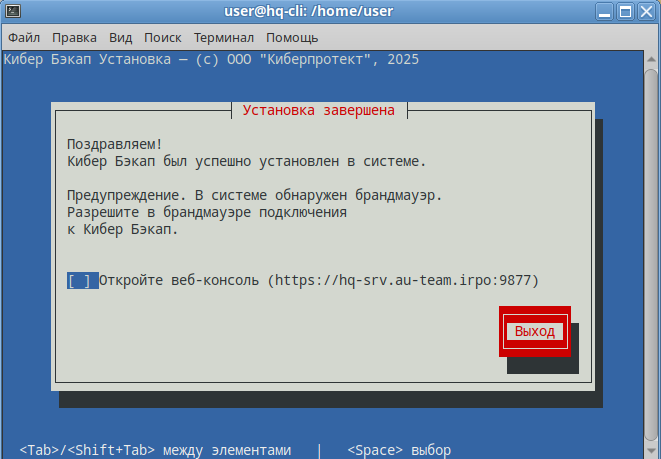 user@hq-cli: /home/user
Файл Правка Вид Поиск Терминал Помощь
Кибер Бэкап Установка — (c) ООО "Киберпротект", 2025
Установка завершена
Поздравляем!
Кибер Бэкап был успешно установлен в системе.
Предупреждение. В системе обнаружен брандмауэр.
Разрешите в брандмауэре подключения
к Кибер Бэкап.
[ ] Откройте веб-консоль (https://hq-srv.au-team.irpo:9877)
Выход
<Tab>/<Shift+Tab> между элементами | <Space> выбор